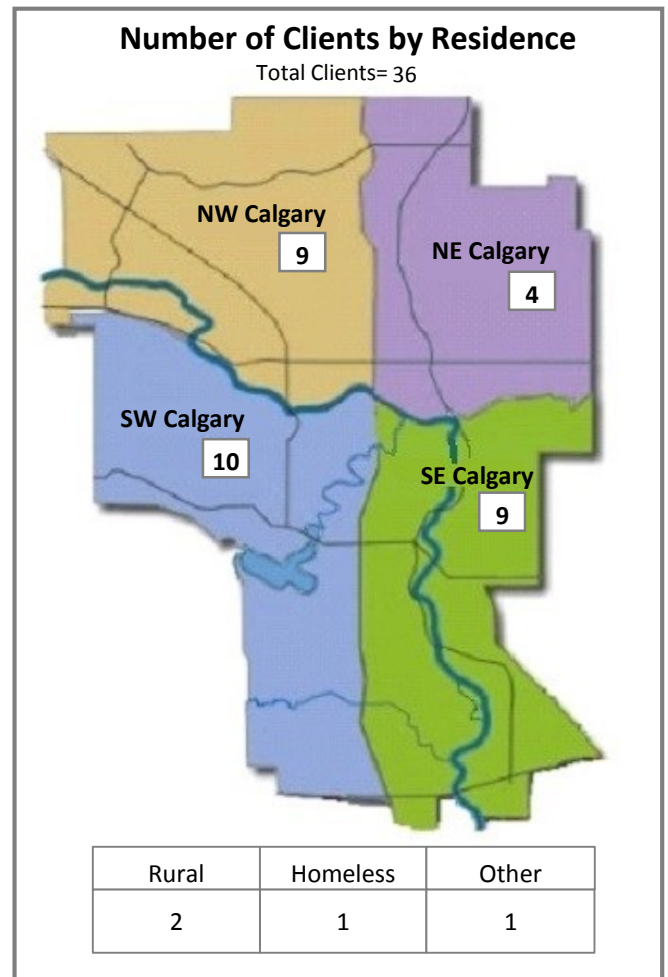 Number of Clients by Residence
Total Clients= 36
NW Calgary
9
NE Calgary
4
SW Calgary
10
SE Calgary
9
Rural Homeless Other
2 1 1